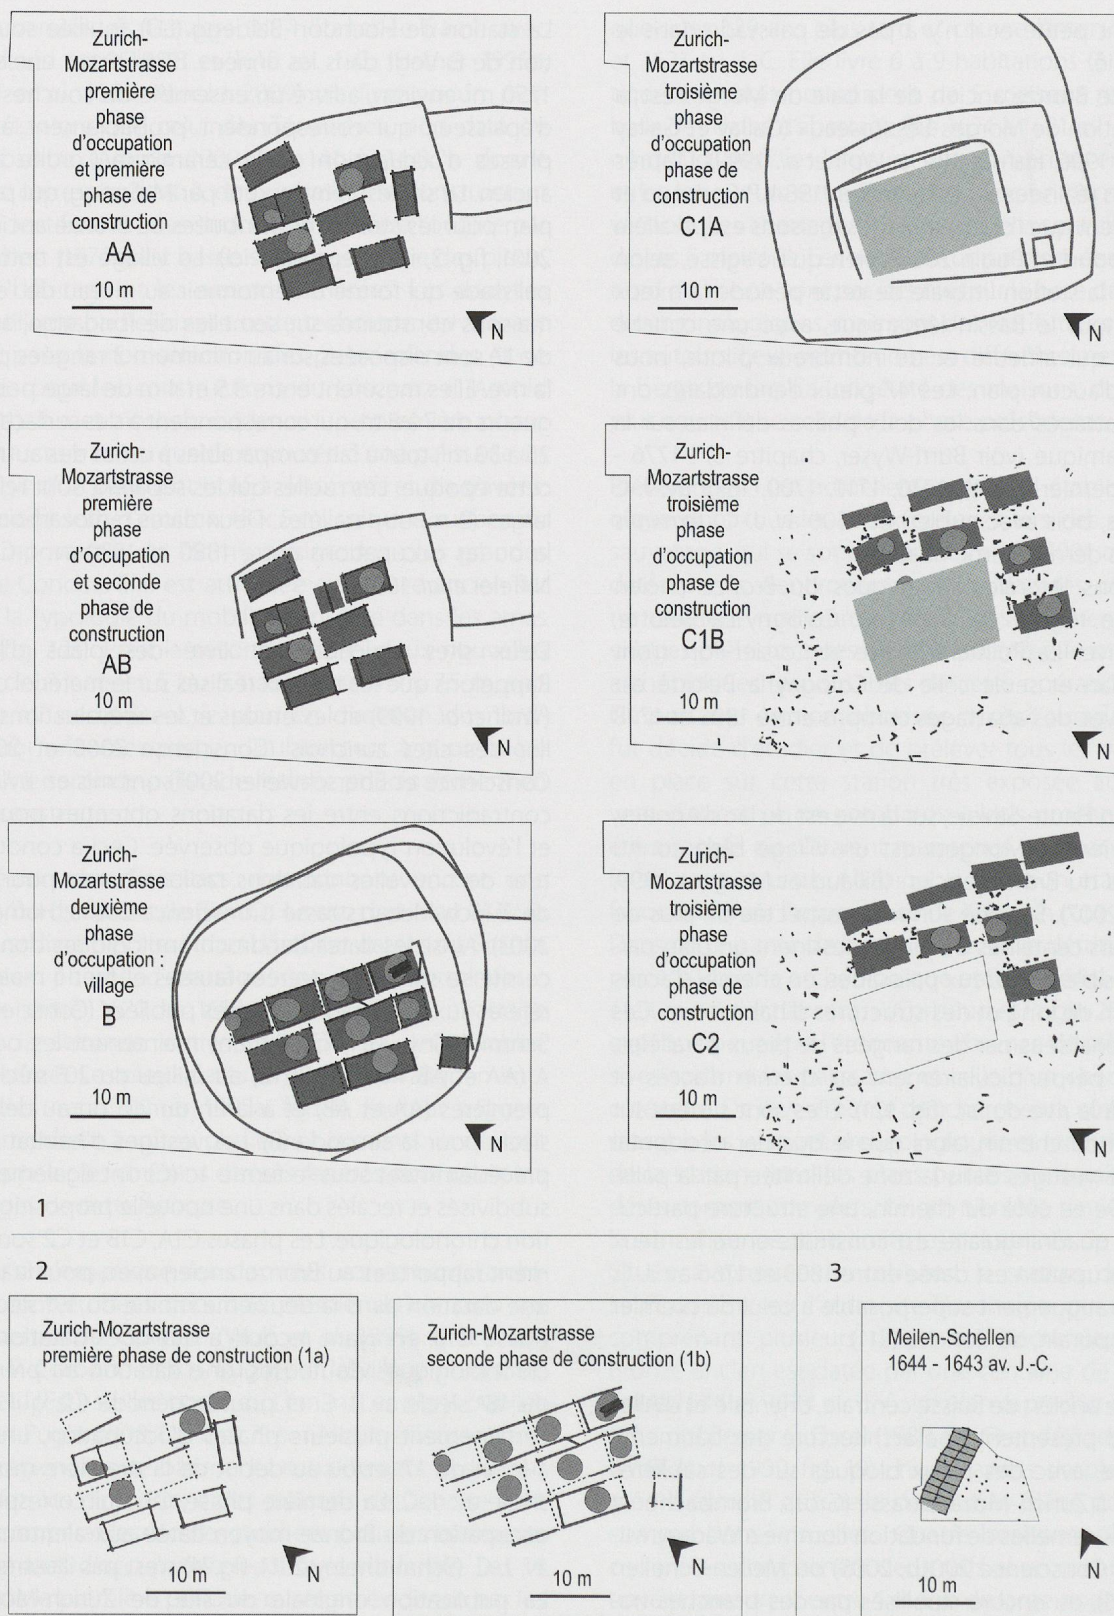 Zurich-
Mozartstrasse
première
phase
d'occupation
et première
phase de
construction
AA
10 m
N
Zurich-
Mozartstrasse
première
phase
d'occupation
et seconde
phase de
construction
AB
10 m
N
Zurich-
Mozartstrasse
deuxième
phase
d'occupation :
village
B
10 m
N
1
2
Zurich-
Mozartstrasse
troisième
phase
d'occupation
phase de
construction
C1A
10 m
N
Zurich-
Mozartstrasse
troisième
phase
d'occupation
phase de
construction
C1B
10 m
N
Zurich-
Mozartstrasse
troisième
phase
d'occupation
phase de
construction
C2
10 m
N
3
Zurich-Mozartstrasse
première phase de construction (1a)
10 m
N
Zurich-Mozartstrasse
seconde phase de construction (1b)
10 m
N
Meilen-Schellen
1644 - 1643 av. J.-C.
10 m
N